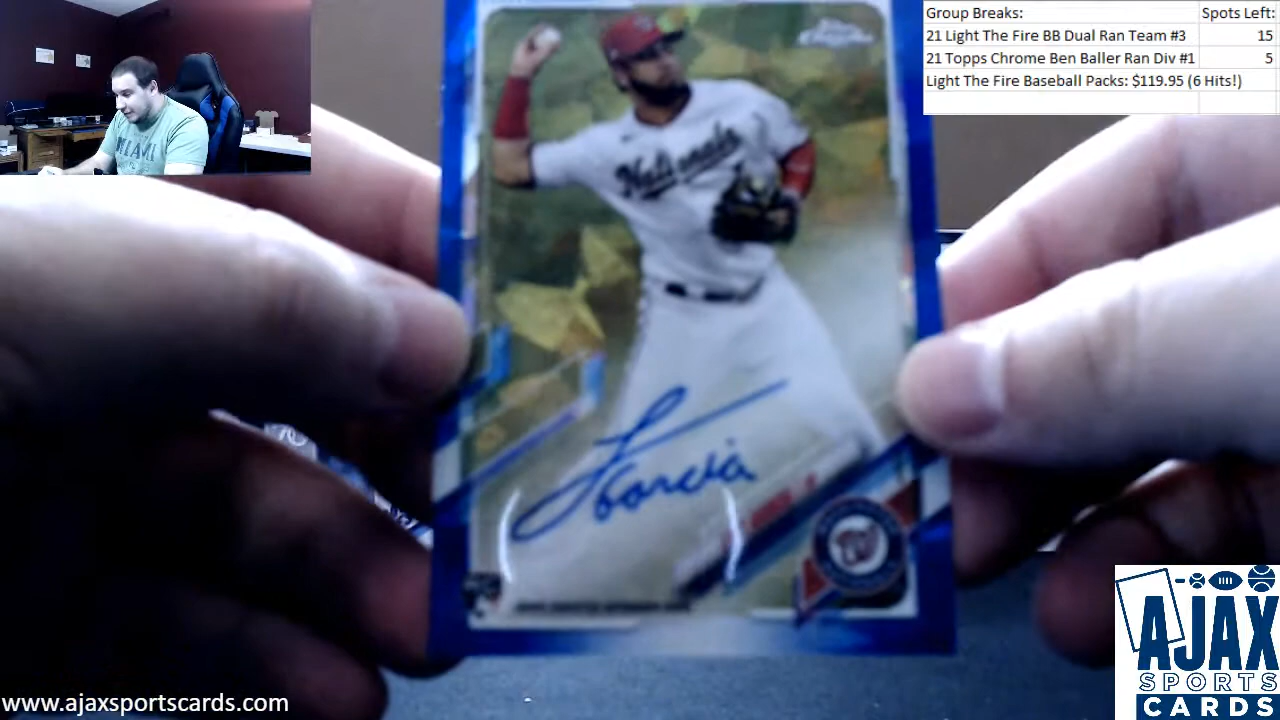 Group Breaks: Spots Left:
21 Light The Fire BB Dual Ran Team #3 15
21 Topps Chrome Ben Baller Ran Div #1 5
Light The Fire Baseball Packs: $119.95 (6 Hits!)
Chrome
Nationals
MIAMI
L Garcia
W
AJAX
SPORTS
CARDS
www.ajaxsportscards.com